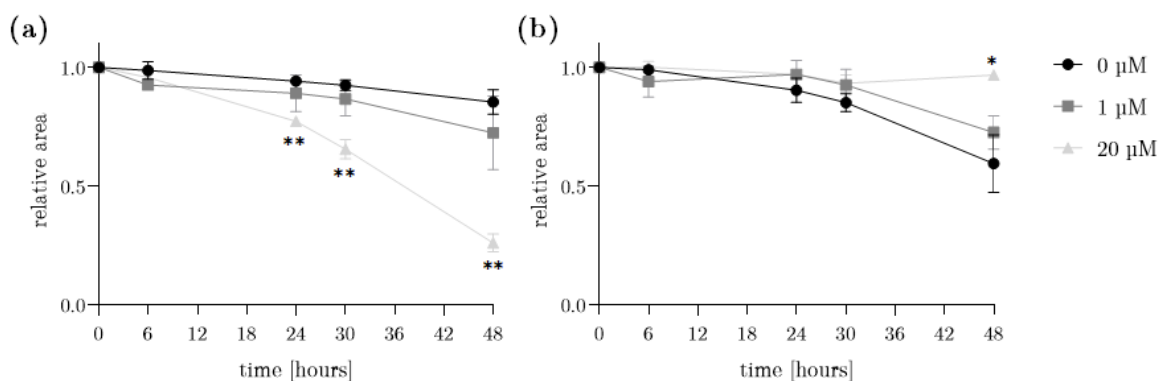 (a)
(b)
relative area
1.0
0.5
0.0
**
**
**
0 6 12 18 24 30 36 42 48
time [hours]
relative area
1.0
0.5
0.0
*
0 6 12 18 24 30 36 42 48
time [hours]
0 µM
1 µM
20 µM